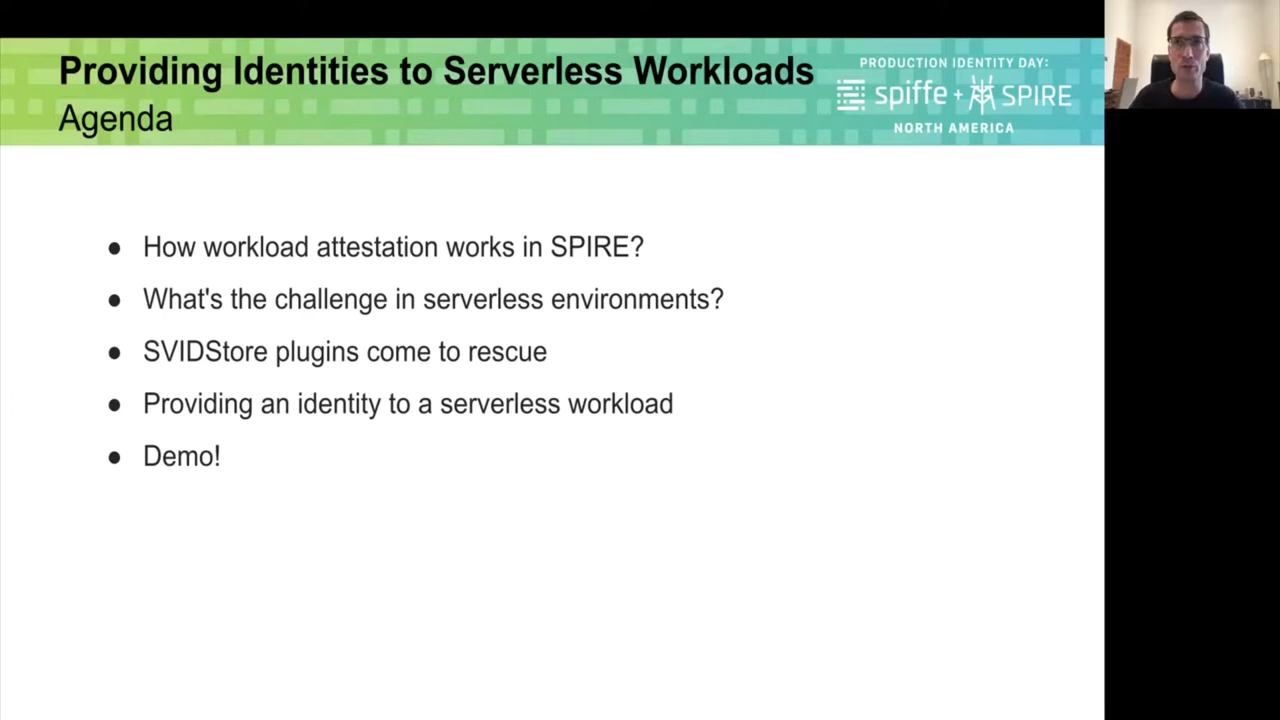 Providing Identities to Serverless Workloads
Agenda
PRODUCTION IDENTITY DAY:
spiffe + SPIRE
NORTH AMERICA
● How workload attestation works in SPIRE?
● What's the challenge in serverless environments?
● SVIDStore plugins come to rescue
● Providing an identity to a serverless workload
● Demo!